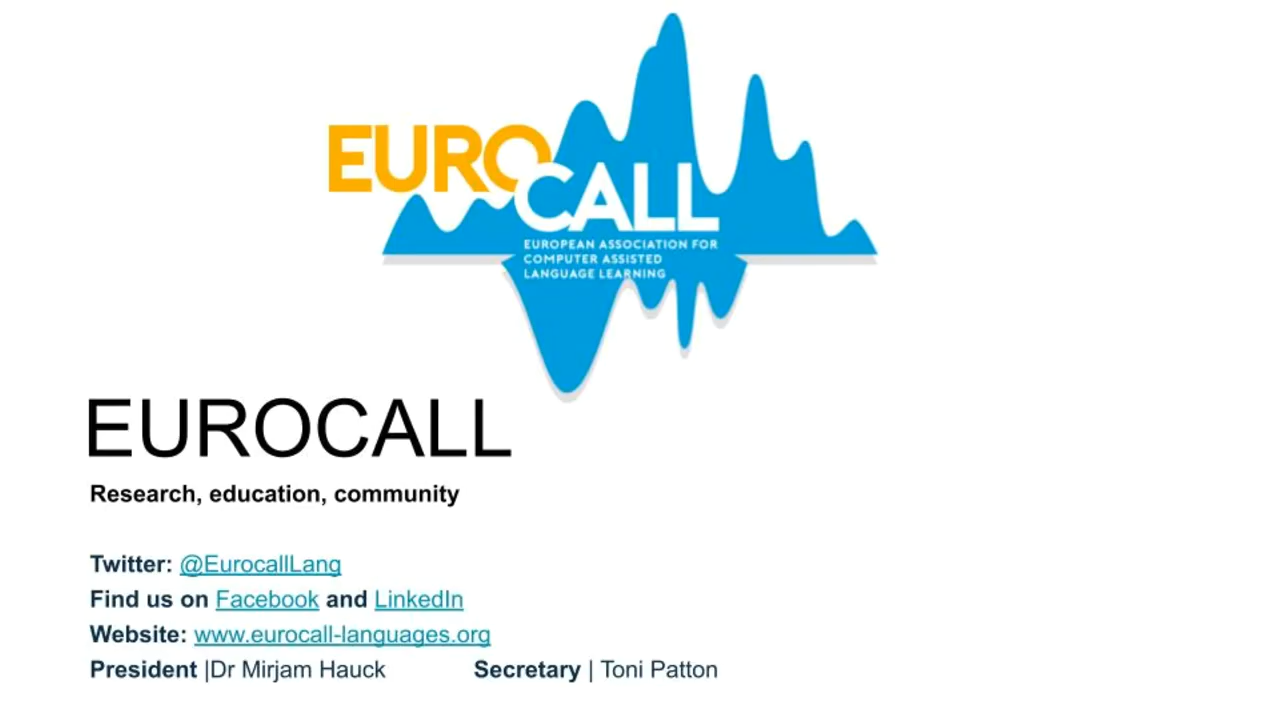 EURO
CALL
EUROPEAN ASSOCIATION FOR
COMPUTER ASSISTED
LANGUAGE LEARNING
EUROCALL
Research, education, community
Twitter: @EurocallLang
Find us on Facebook and LinkedIn
Website: www.eurocall-languages.org
President |Dr Mirjam Hauck Secretary | Toni Patton